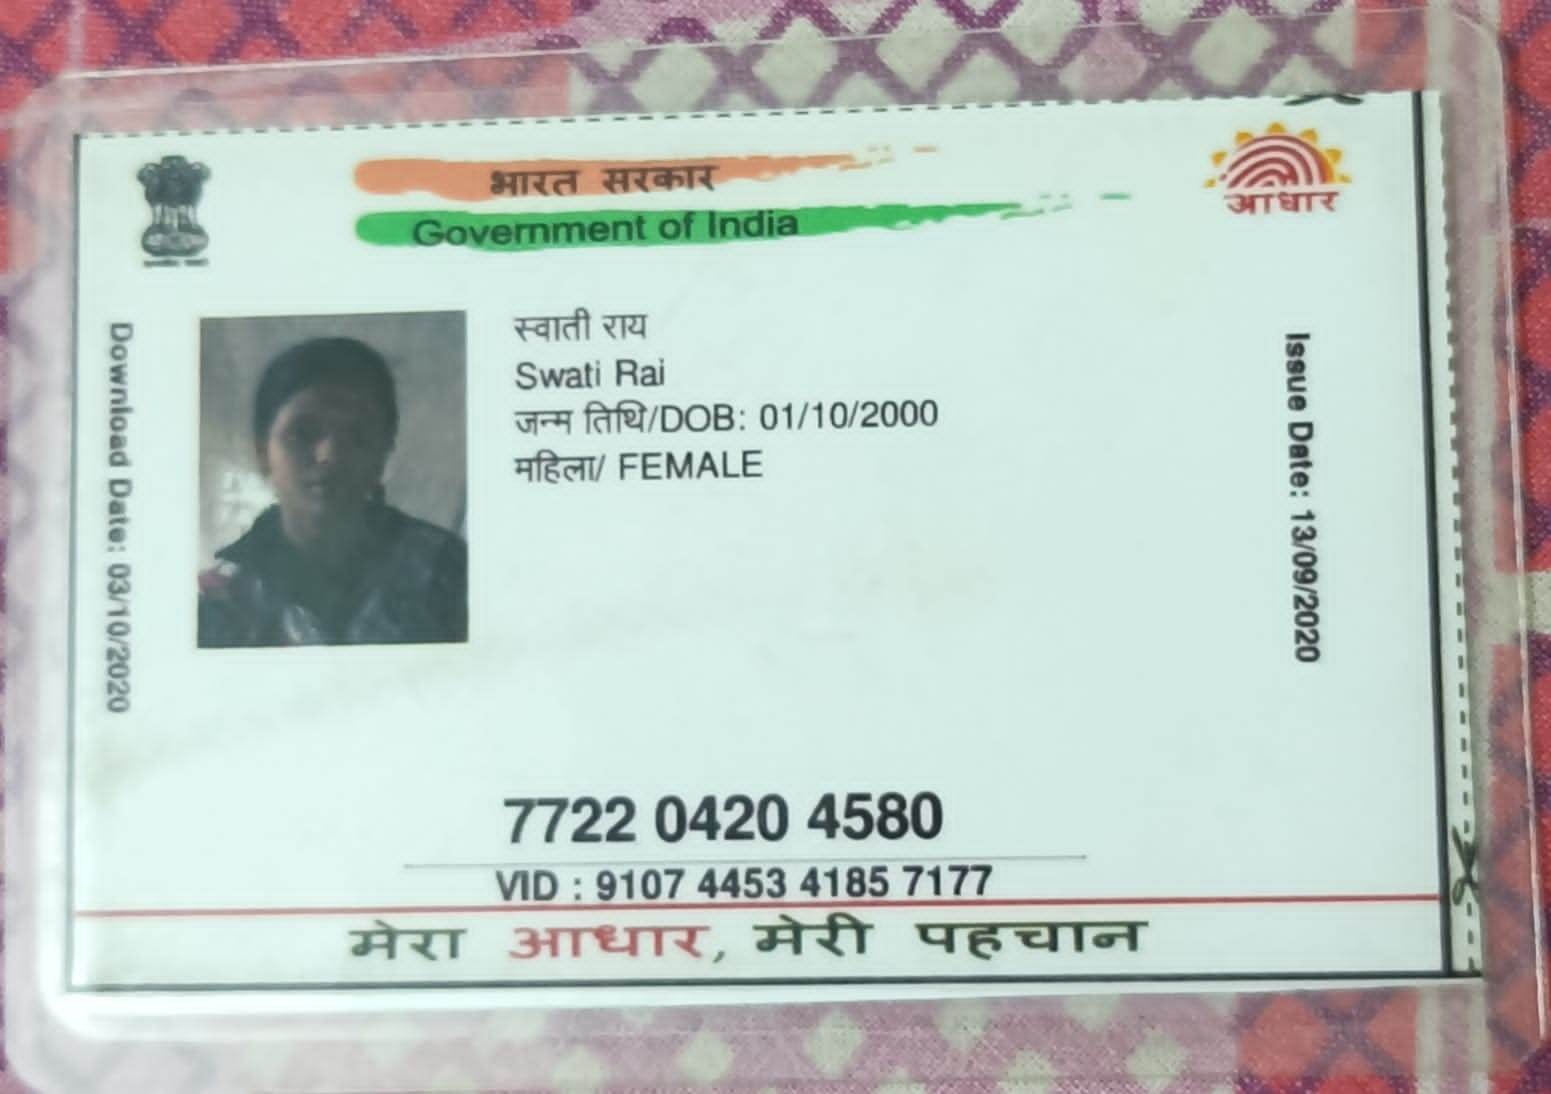 भारत सरकार
Government of India
आधार
Download Date: 03/10/2020
स्वाती राय
Swati Rai
जन्म तिथि/DOB: 01/10/2000
महिला/ FEMALE
Issue Date: 13/09/2020
7722 0420 4580
VID : 9107 4453 4185 7177
मेरा आधार, मेरी पहचान